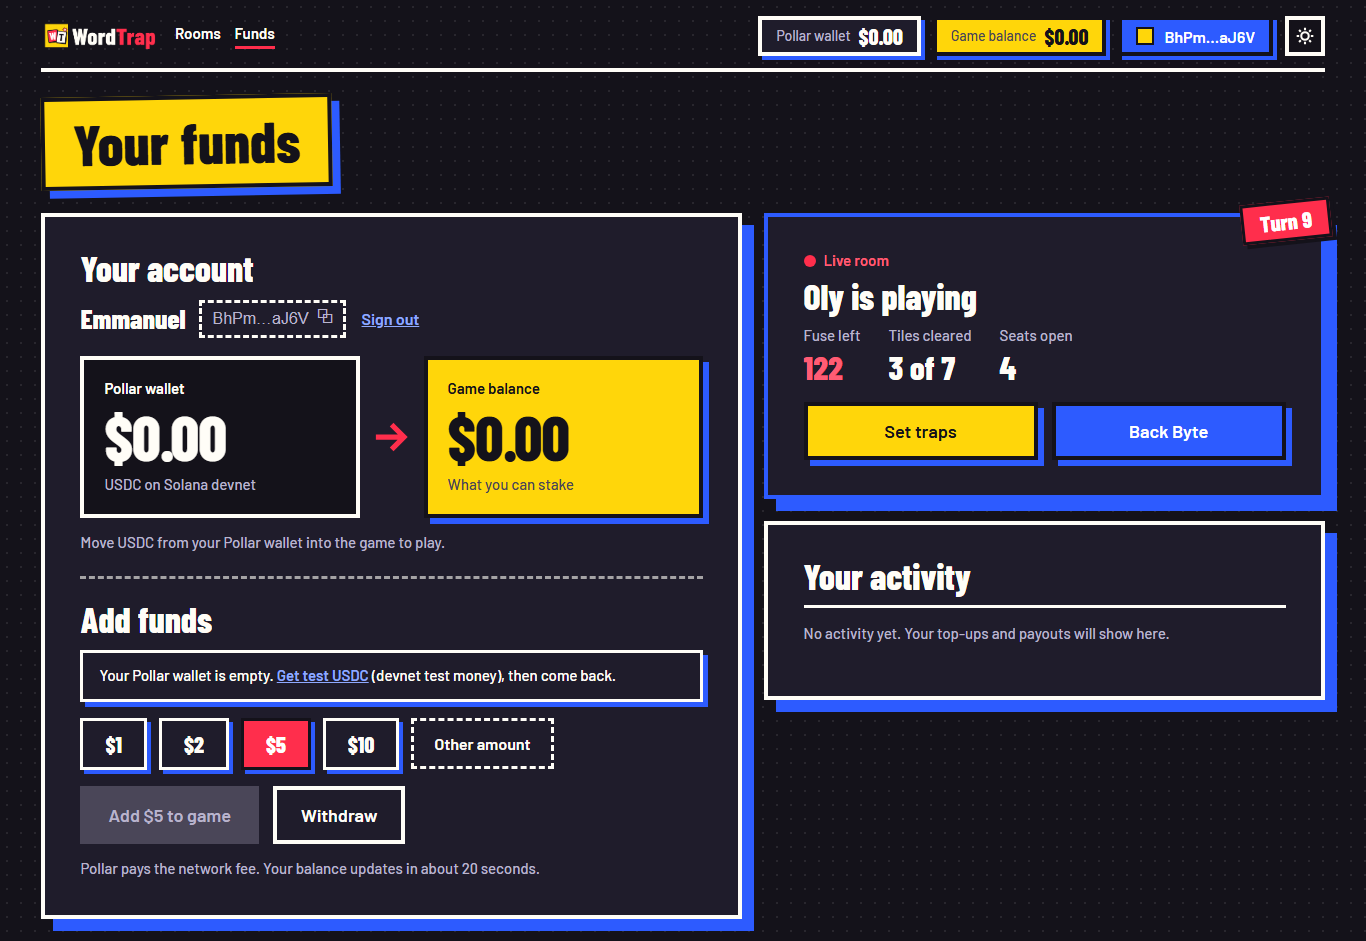 WT WordTrap Rooms Funds Pollar wallet $0.00 Game balance $0.00 BhPm...aJ6V
Your funds
Your account
Emmanuel BhPm...aJ6V Sign out
Pollar wallet
$0.00
USDC on Solana devnet
Game balance
$0.00
What you can stake
Move USDC from your Pollar wallet into the game to play.
Add funds
Your Pollar wallet is empty. Get test USDC (devnet test money), then come back.
$1 $2 $5 $10 Other amount
Add $5 to game Withdraw
Pollar pays the network fee. Your balance updates in about 20 seconds.
Turn 9
Live room
Oly is playing
Fuse left Tiles cleared Seats open
122 3 of 7 4
Set traps Back Byte
Your activity
No activity yet. Your top-ups and payouts will show here.